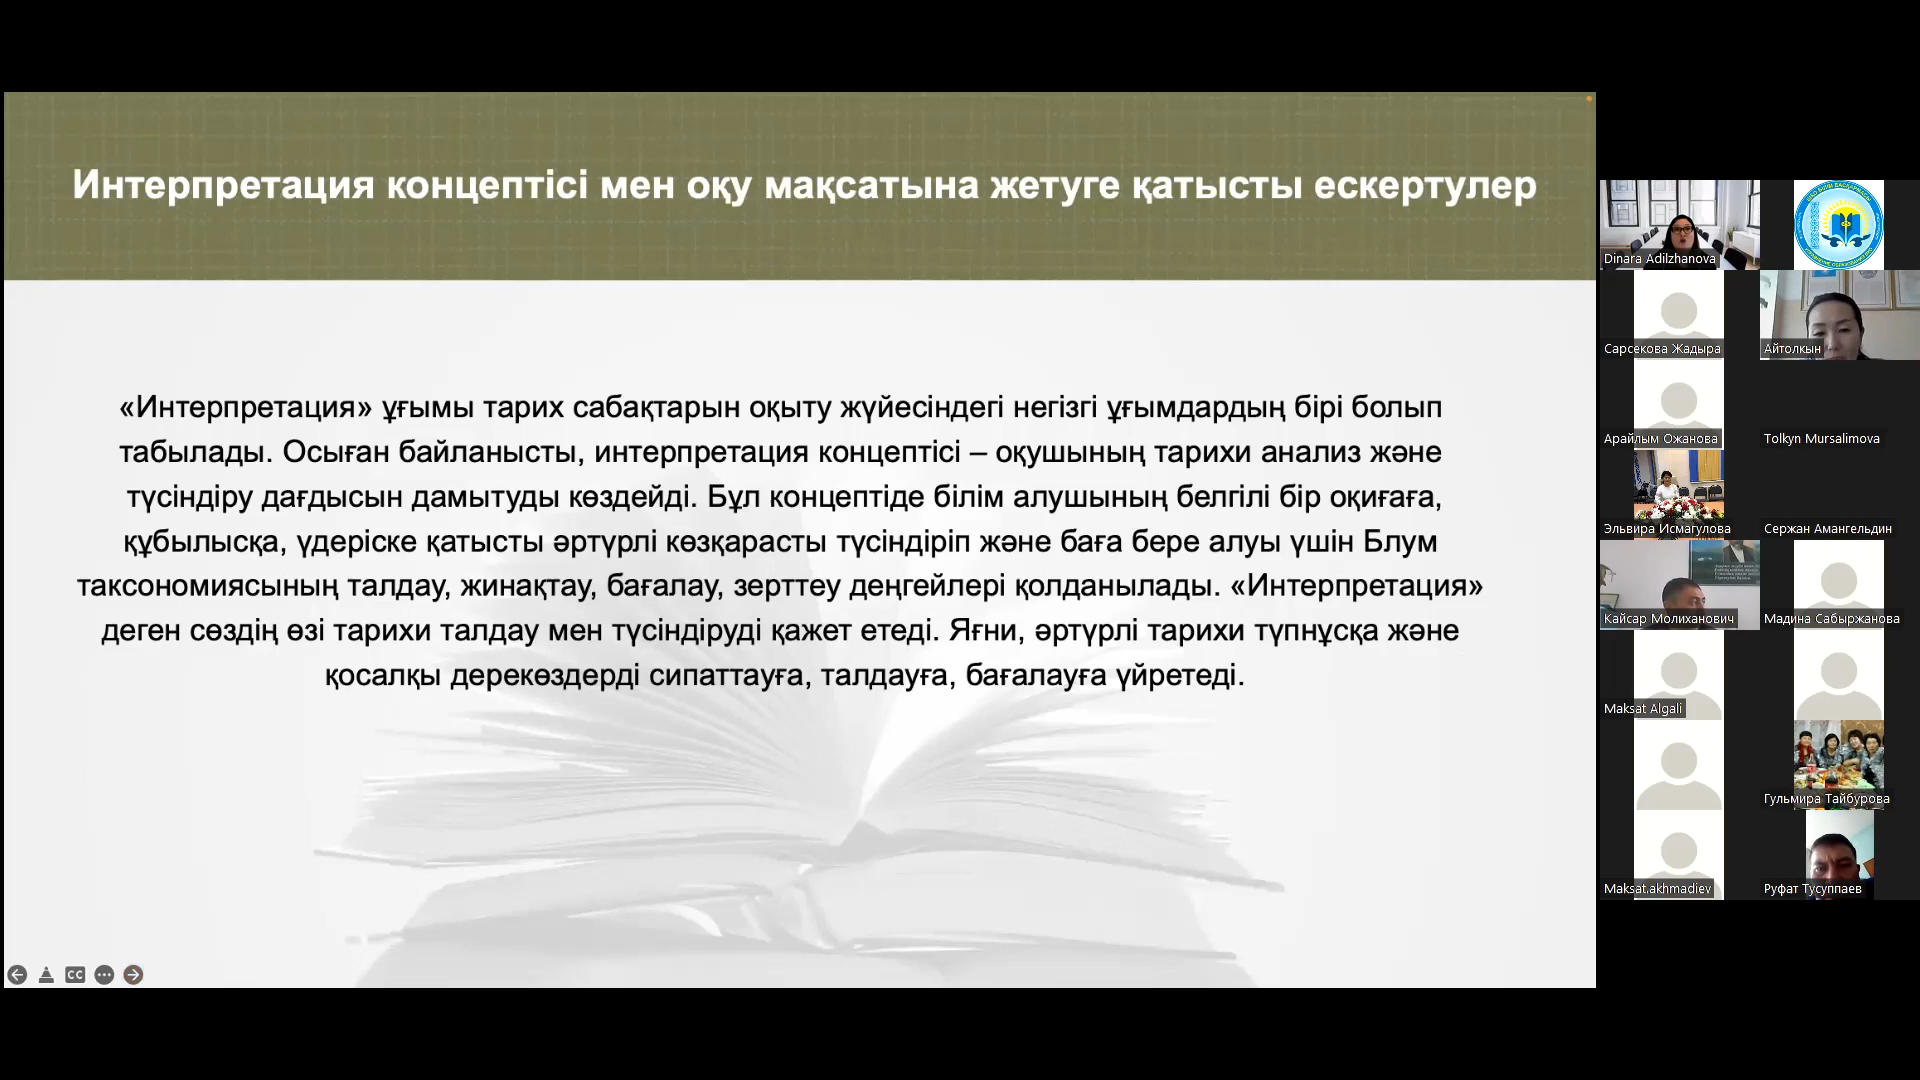 Интерпретация концептісі мен оқу мақсатына жетуге қатысты ескертулер
«Интерпретация» ұғымы тарих сабақтарын оқыту жүйесіндегі негізгі ұғымдардың бірі болып
табылады. Осыған байланысты, интерпретация концептісі – оқушының тарихи анализ және
түсіндіру дағдысын дамытуды көздейді. Бұл концептіде білім алушының белгілі бір оқиғаға,
құбылысқа, үдеріске қатысты әртүрлі көзқарасты түсіндіріп және баға бере алуы үшін Блум
таксономиясының талдау, жинақтау, бағалау, зерттеу деңгейлері қолданылады. «Интерпретация»
деген сөздің өзі тарихи талдау мен түсіндіруді қажет етеді. Яғни, әртүрлі тарихи түпнұсқа және
қосалқы дерекөздерді сипаттауға, талдауға, бағалауға үйретеді.
CC
Dinara Adilzhanova
Сарсекова Жадыра
Айтолкын
Арайлым Ожанова
Tolkyn Mursalimova
Эльвира Исмагулова
Сержан Амангельдин
Кайсар Молиханович
Мадина Сабыржанова
Maksat Algali
Гульмира Тайбурова
Maksat.akhmadiev
Руфат Тусуппаев